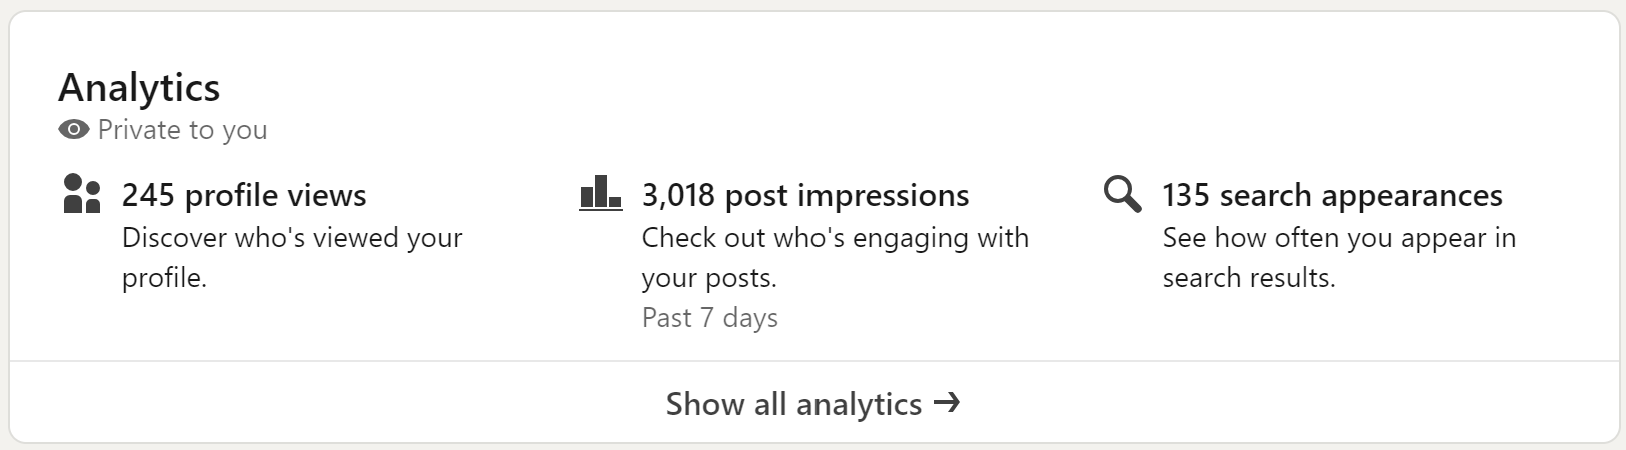 Analytics
Private to you
245 profile views
Discover who's viewed your
profile.
3,018 post impressions
Check out who's engaging with
your posts.
Past 7 days
135 search appearances
See how often you appear in
search results.
Show all analytics →